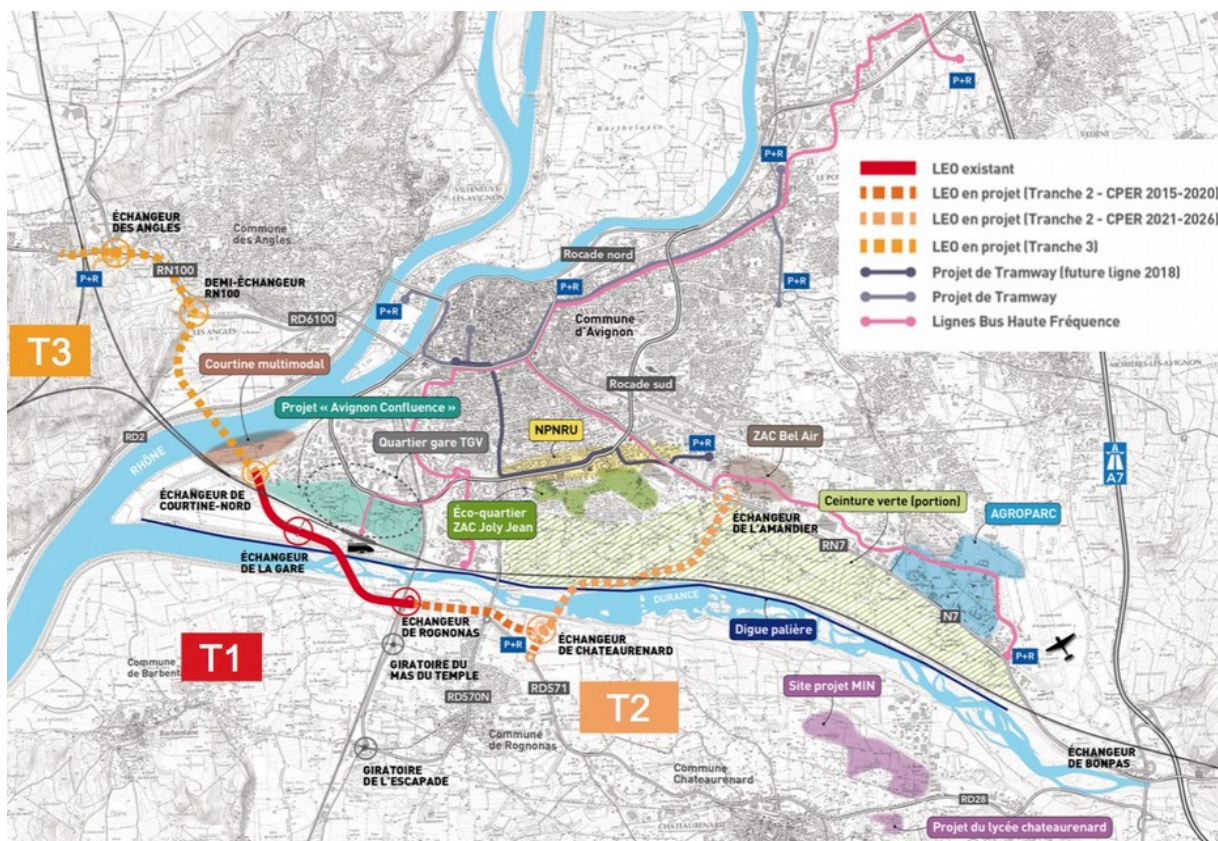 P+R
P+R
P+R
P+R
P+R
P+R
P+R
P+R
P+R
LEO existant
LEO en projet (Tranche 2 - CPER 2015-2020)
LEO en projet (Tranche 2 - CPER 2021-2026)
LEO en projet (Tranche 3)
Projet de Tramway (future ligne 2018)
Projet de Tramway
Lignes Bus Haute Fréquence
ÉCHANGEUR
DES ANGLES
Commune
des Angles
RN100
DEMI-ÉCHANGEUR
RN100
LES ANGLES
RD6100
T3
Courtine multimodal
Rocade nord
Commune
d'Avignon
Rocade sud
Projet « Avignon Confluence »
Quartier gare TGV
NPNRU
ZAC Bel Air
RD2
RHÔNE
A7
ÉCHANGEUR DE
COURTINE-NORD
ÉCHANGEUR
DE LA GARE
Éco-quartier
ZAC Joly Jean
Ceinture verte (portion)
AGROPARC
ÉCHANGEUR
DE L'AMANDIER
RN7
N7
DURANCE
Digue palière
ÉCHANGEUR
DE ROGNONAS
ÉCHANGEUR
DE CHATEAURENARD
T1
Commune
de Barbent
GIRATOIRE DU
MAS DU TEMPLE
RD570N
RD571
T2
Commune
de Rognonas
GIRATOIRE
DE L'ESCAPADE
Site projet MIN
Commune
Chateaurenard
CHATEAURENARD
ÉCHANGEUR
DE BONPAS
RD28
Projet du lycée chateaurenard